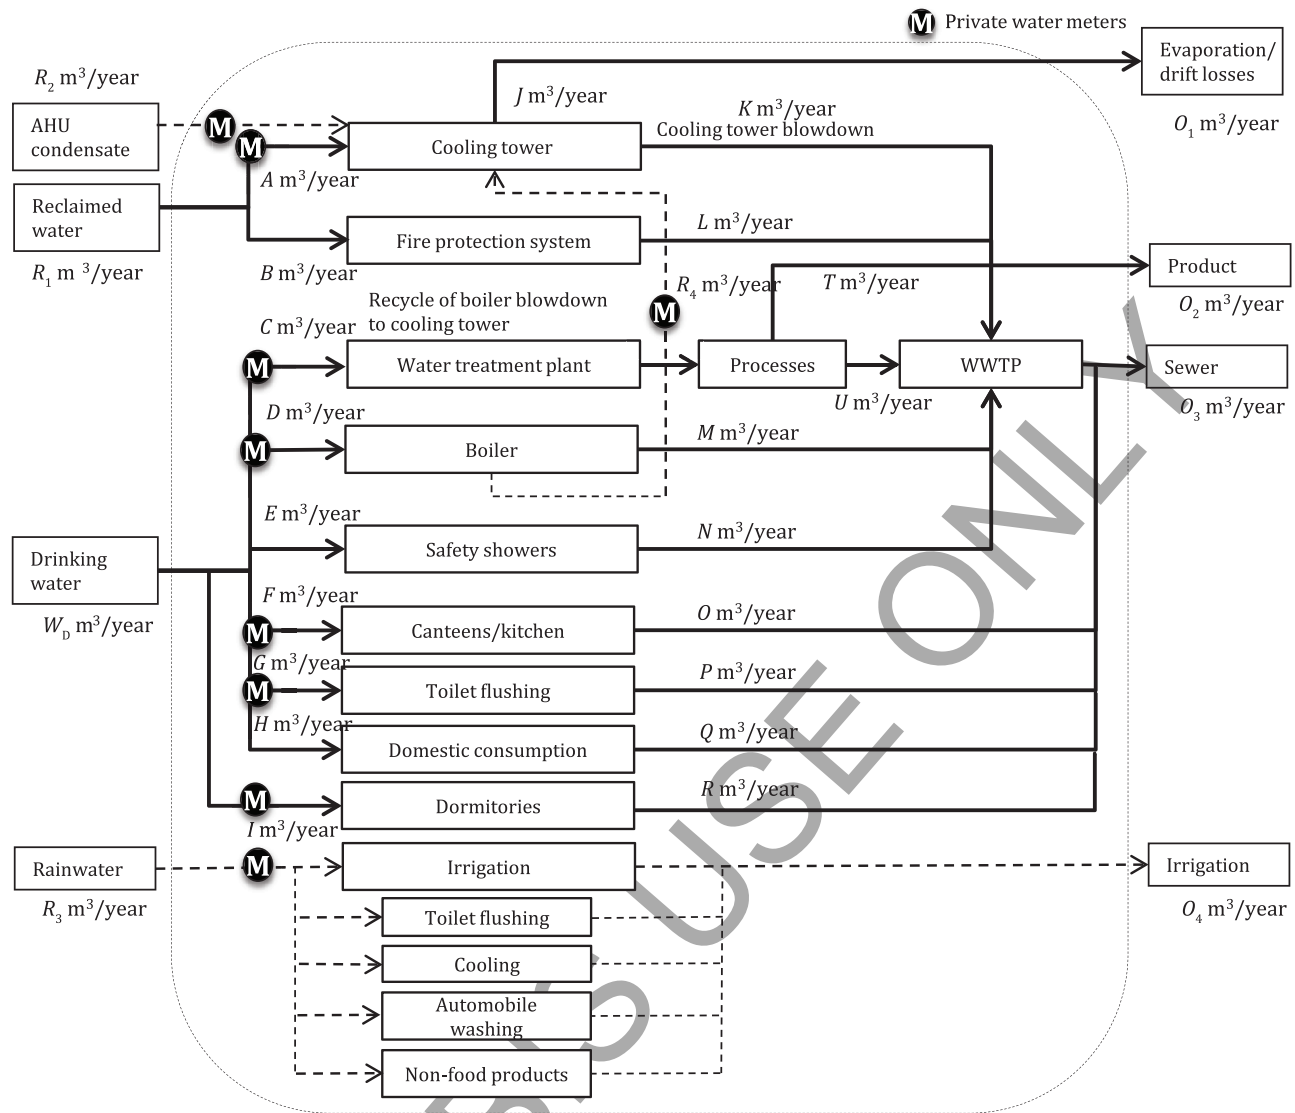 M Private water meters
Evaporation/
drift losses
O₁ m³/year
R₂ m³/year
AHU
condensate
M
M
J m³/year
K m³/year
Cooling tower blowdown
Cooling tower
A m³/year
Reclaimed
water
R₁ m ³/year
L m³/year
Fire protection system
B m³/year
Product
O₂ m³/year
R₄ m³/year
T m³/year
Recycle of boiler blowdown
to cooling tower
M
C m³/year
M
Water treatment plant
Processes
WWTP
Sewer
U m³/year
O₃ m³/year
D m³/year
M
Boiler
M m³/year
E m³/year
Safety showers
N m³/year
Drinking
water
W_D m³/year
F m³/year
M
Canteens/kitchen
O m³/year
G m³/year
M
Toilet flushing
P m³/year
H m³/year
Domestic consumption
Q m³/year
M
Dormitories
R m³/year
I m³/year
Rainwater
R₃ m³/year
M
Irrigation
Irrigation
O₄ m³/year
Toilet flushing
Cooling
Automobile
washing
Non-food products
USE ONLY